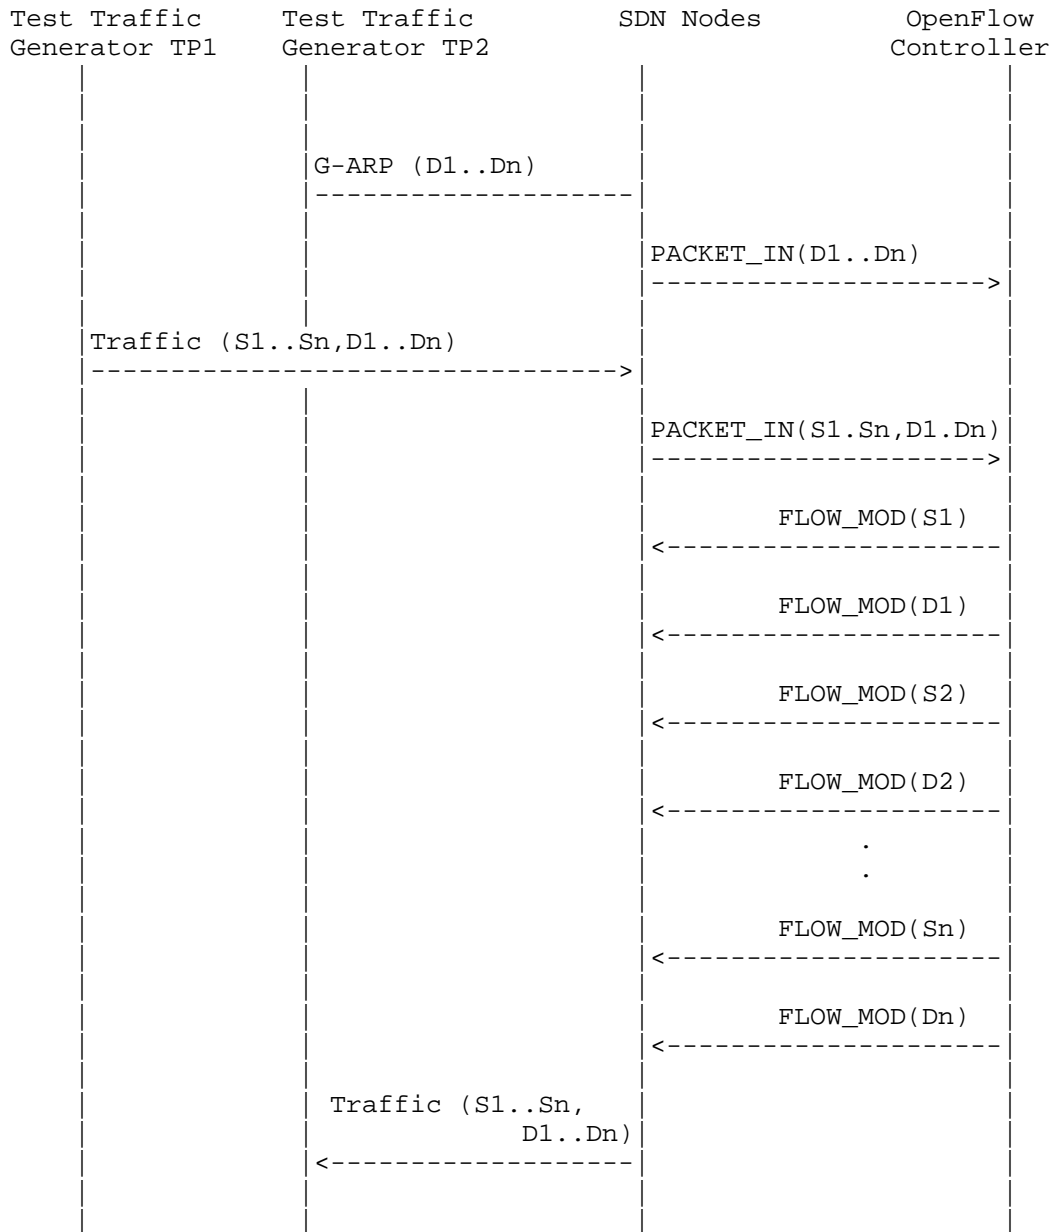 Test Traffic Generator TP1
Test Traffic Generator TP2
SDN Nodes
OpenFlow Controller
G-ARP (D1..Dn)
PACKET_IN(D1..Dn)
Traffic (S1..Sn,D1..Dn)
PACKET_IN(S1.Sn,D1.Dn)
FLOW_MOD(S1)
FLOW_MOD(D1)
FLOW_MOD(S2)
FLOW_MOD(D2)
.
.
FLOW_MOD(Sn)
FLOW_MOD(Dn)
Traffic (S1..Sn,
D1..Dn)